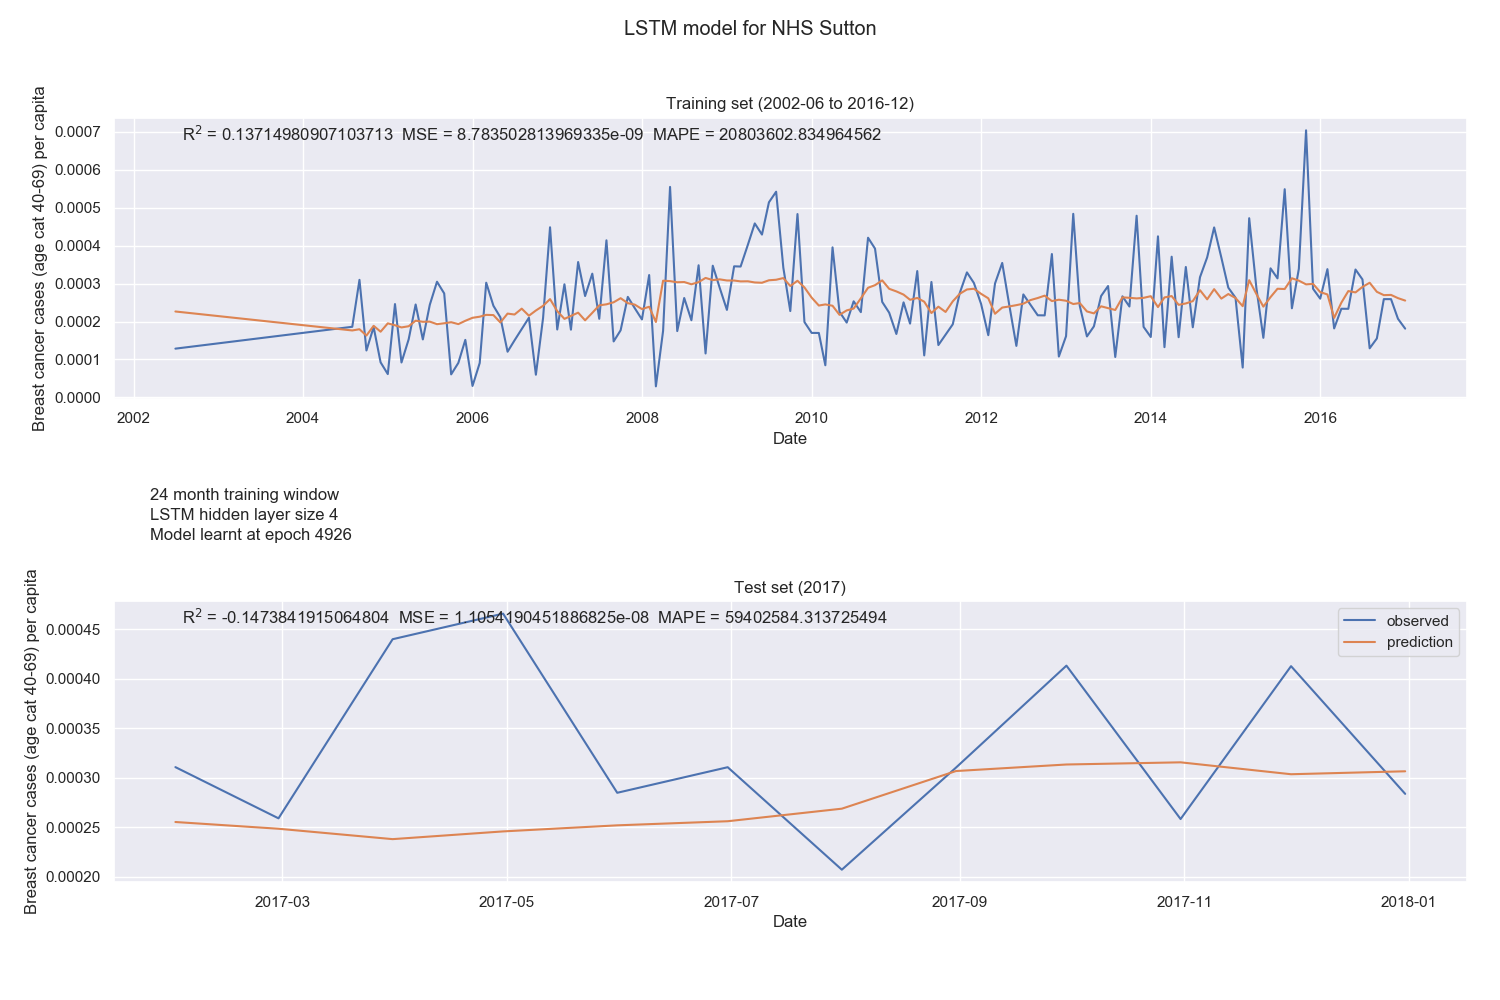 LSTM model for NHS Sutton
Training set (2002-06 to 2016-12)
R² = 0.13714980907103713 MSE = 8.783502813969335e-09 MAPE = 20803602.834964562
Breast cancer cases (age cat 40-69) per capita
0.0007
0.0006
0.0005
0.0004
0.0003
0.0002
0.0001
0.0000
2002 2004 2006 2008 2010 2012 2014 2016
Date
24 month training window
LSTM hidden layer size 4
Model learnt at epoch 4926
Test set (2017)
R² = -0.1473841915064804 MSE = 1.1054190451886825e-08 MAPE = 59402584.313725494
observed
prediction
Breast cancer cases (age cat 40-69) per capita
0.00045
0.00040
0.00035
0.00030
0.00025
0.00020
2017-03 2017-05 2017-07 2017-09 2017-11 2018-01
Date